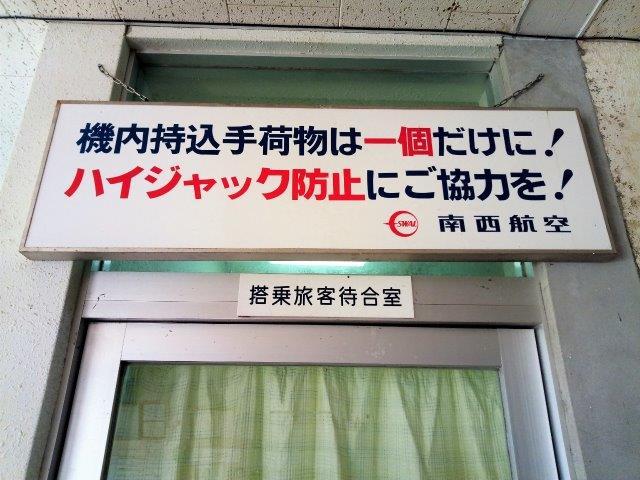 機内持込手荷物は一個だけに！
ハイジャック防止にご協力を！
SWAL 南西航空
搭乗旅客待合室